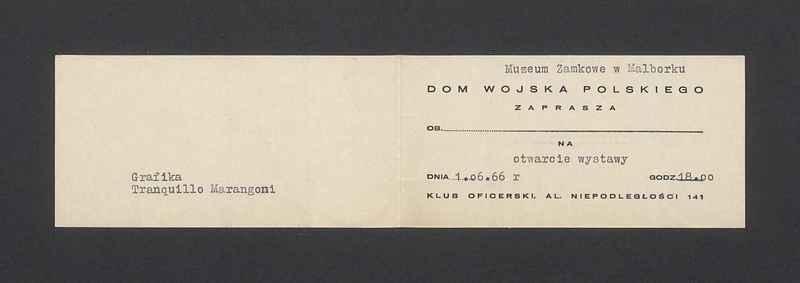 Grafika
Tranquillo Marangoni
Muzeum Zamkowe w Malborku
DOM WOJSKA POLSKIEGO
ZAPRASZA
OB.
NA
otwarcie wystawy
DNIA 1.06.66 r GODZ. 18.00
KLUB OFICERSKI, AL. NIEPODLEGŁOŚCI 141